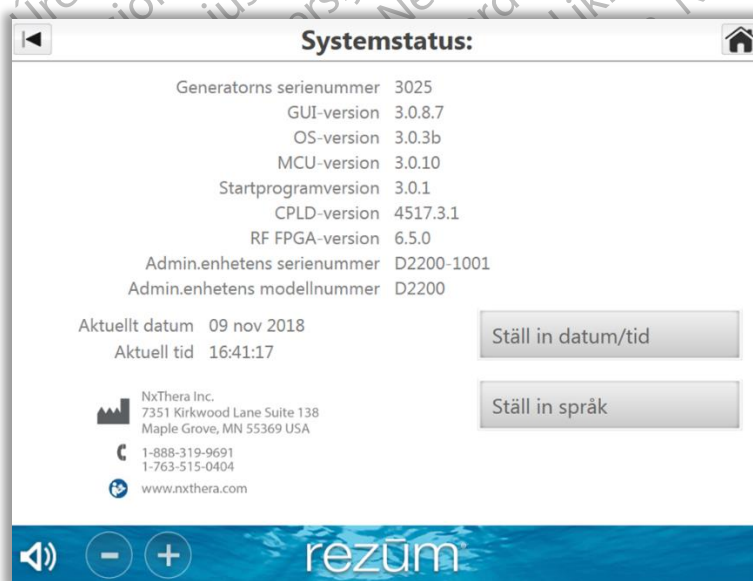 Systemstatus:
Generatorns serienummer 3025
GUI-version 3.0.8.7
OS-version 3.0.3b
MCU-version 3.0.10
Startprogramversion 3.0.1
CPLD-version 4517.3.1
RF FPGA-version 6.5.0
Admin.enhetens serienummer D2200-1001
Admin.enhetens modellnummer D2200
Aktuellt datum 09 nov 2018
Aktuell tid 16:41:17
Ställ in datum/tid
Ställ in språk
NxThera Inc.
7351 Kirkwood Lane Suite 138
Maple Grove, MN 55369 USA
1-888-319-9691
1-763-515-0404
www.nxthera.com
rezūm